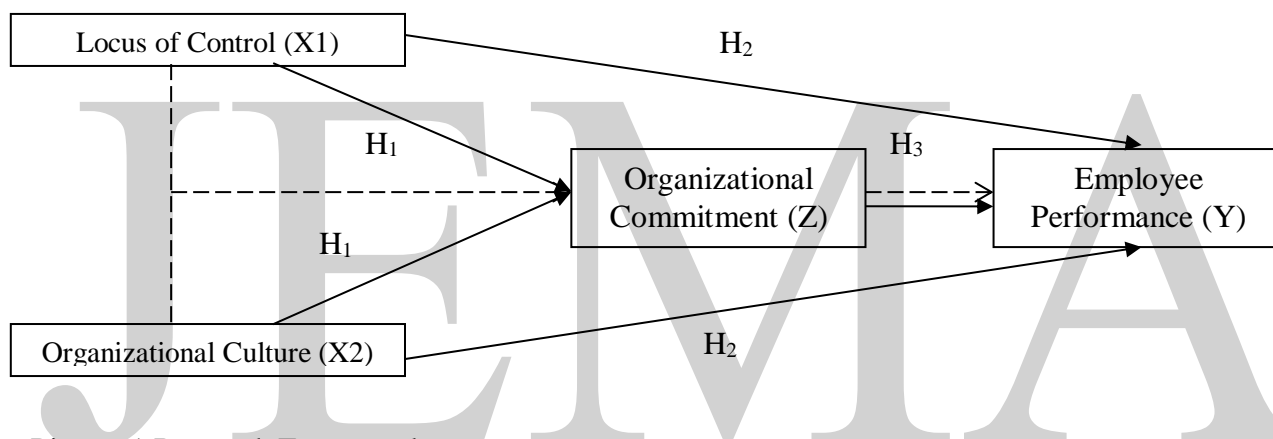 Locus of Control (X1)
H₂
H₁
H₃
Organizational
Commitment (Z)
Employee
Performance (Y)
H₁
Organizational Culture (X2)
H₂
JEMA